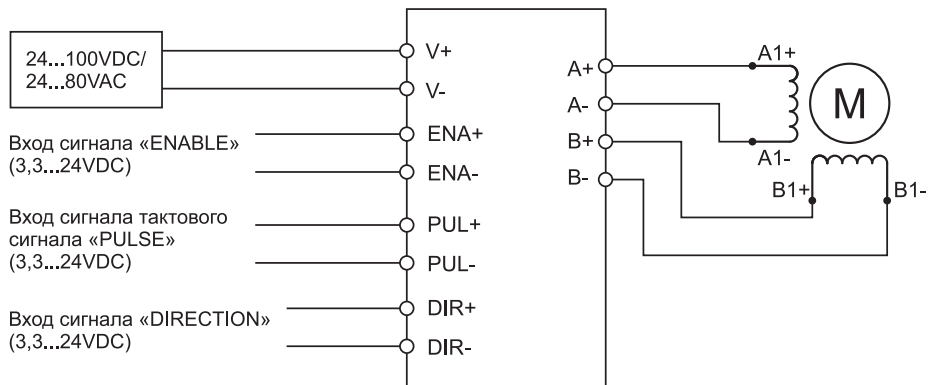 24...100VDC/
24...80VAC
Вход сигнала «ENABLE»
(3,3...24VDC)
Вход сигнала тактового
сигнала «PULSE»
(3,3...24VDC)
Вход сигнала «DIRECTION»
(3,3...24VDC)
V+
V-
ENA+
ENA-
PUL+
PUL-
DIR+
DIR-
A+
A-
B+
B-
A1+
A1-
B1+
B1-
M